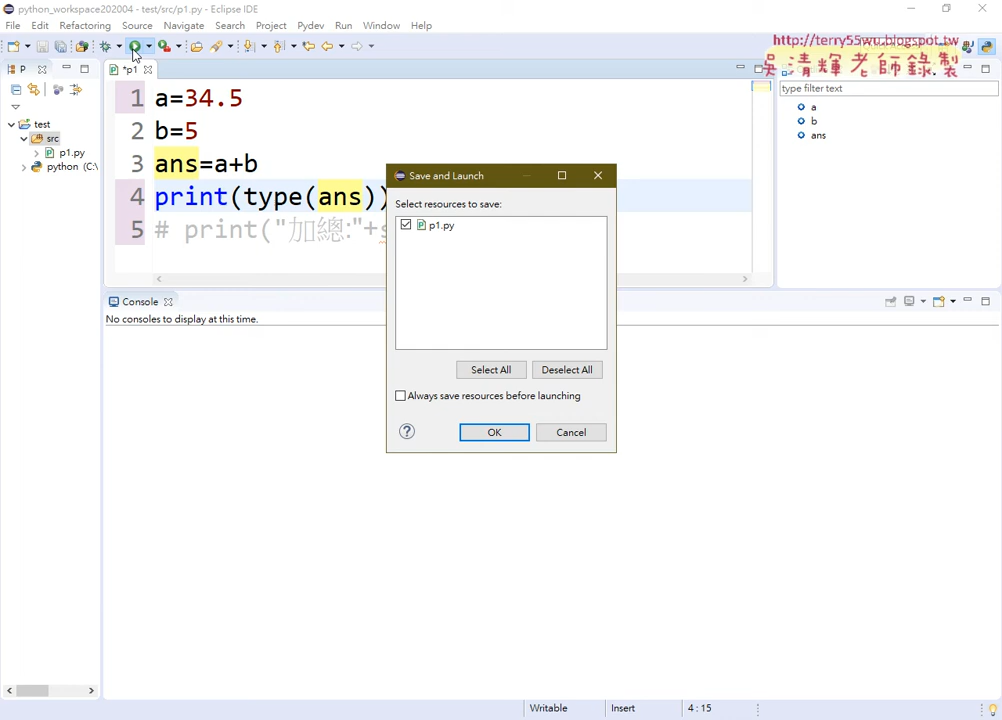 python_workspace202004 - test/src/p1.py - Eclipse IDE
File Edit Refactoring Source Navigate Search Project Pydev Run Window Help
http://terry55wu.blogspot.tw
吳清輝老師錄製
P
*p1
type filter text
test
src
p1.py
python (C:\
1 a=34.5
2 b=5
3 ans=a+b
4 print(type(ans))
5 # print("加總:"+s
a
b
ans
Save and Launch
Select resources to save:
p1.py
Select All Deselect All
Always save resources before launching
OK Cancel
Console
No consoles to display at this time.
Writable Insert 4 : 15